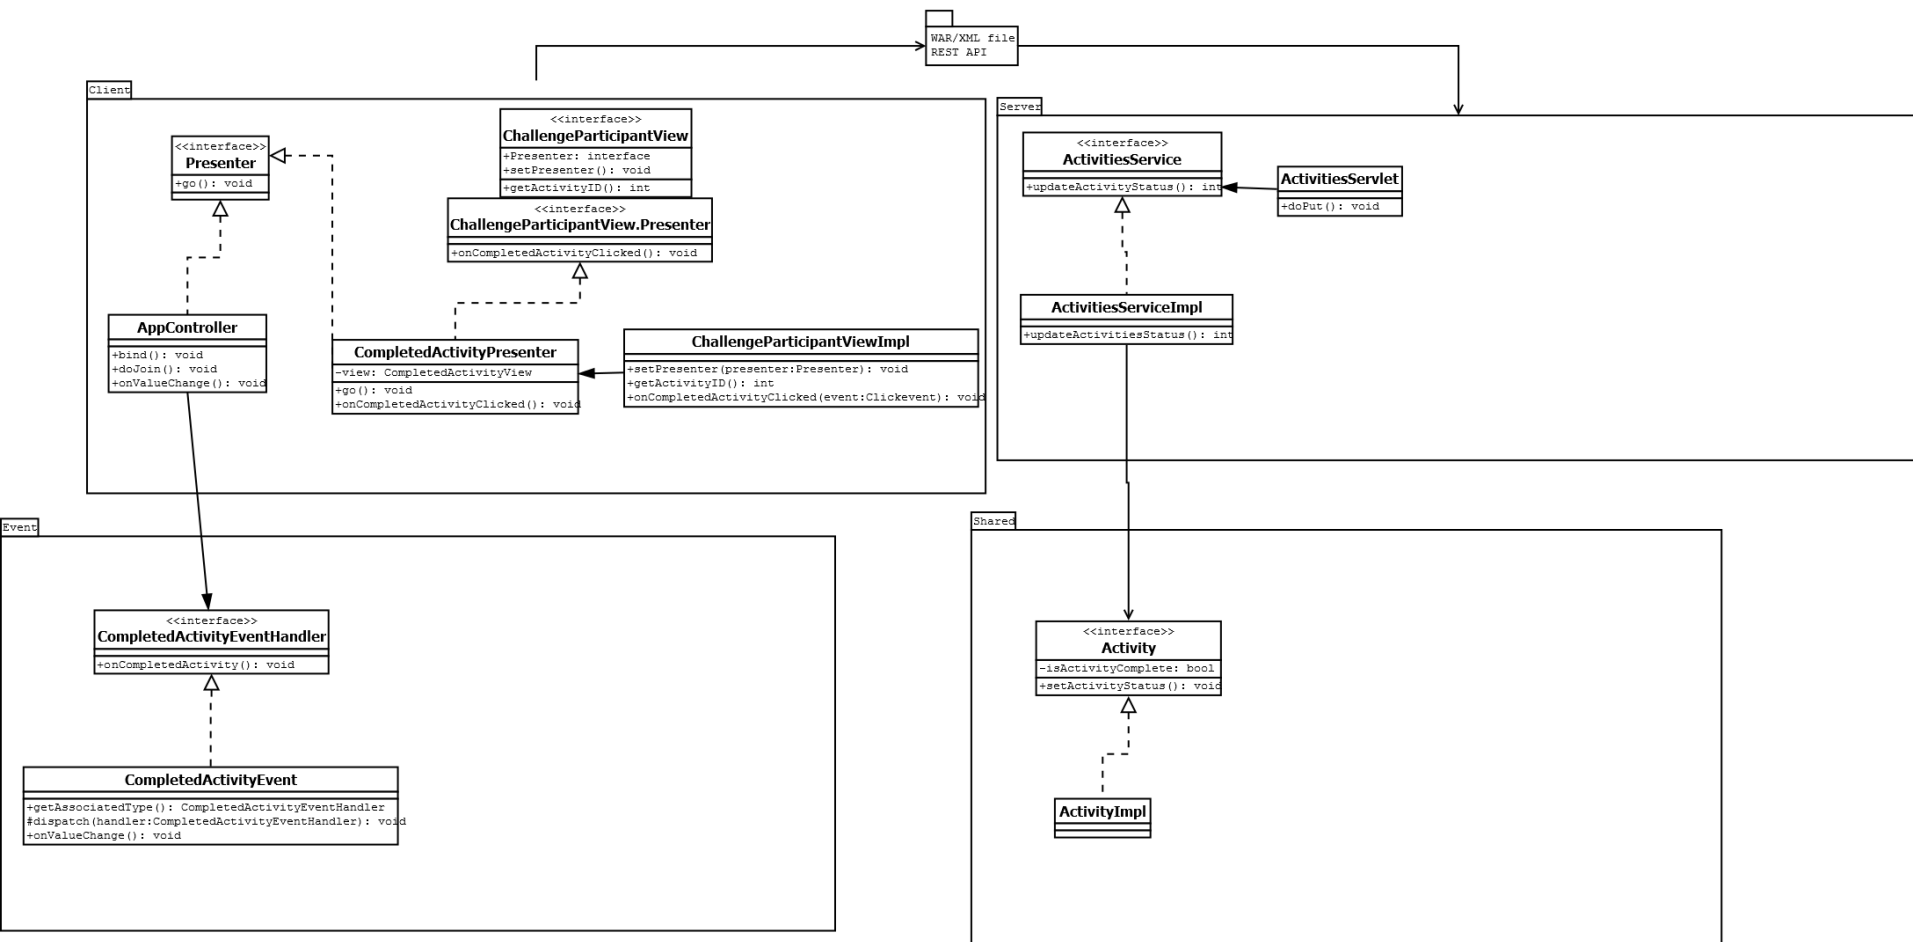 WAR/XML file
REST API
Client
<<interface>>
Presenter
+go(): void
<<interface>>
ChallengeParticipantView
+Presenter: interface
+setPresenter(): void
+getActivityID(): int
<<interface>>
ChallengeParticipantView.Presenter
+onCompletedActivityClicked(): void
AppController
+bind(): void
+doJoin(): void
+onValueChange(): void
CompletedActivityPresenter
-view: CompletedActivityView
+go(): void
+onCompletedActivityClicked(): void
ChallengeParticipantViewImpl
+setPresenter(presenter:Presenter): void
+getActivityID(): int
+onCompletedActivityClicked(event:Clickevent): void
Server
<<interface>>
ActivitiesService
+updateActivityStatus(): int
ActivitiesServlet
+doPut(): void
ActivitiesServiceImpl
+updateActivitiesStatus(): int
Event
<<interface>>
CompletedActivityEventHandler
+onCompletedActivity(): void
CompletedActivityEvent
+getAssociatedType(): CompletedActivityEventHandler
#dispatch(handler:CompletedActivityEventHandler): void
+onValueChange(): void
Shared
<<interface>>
Activity
-isActivityComplete: bool
+setActivityStatus(): void
ActivityImpl